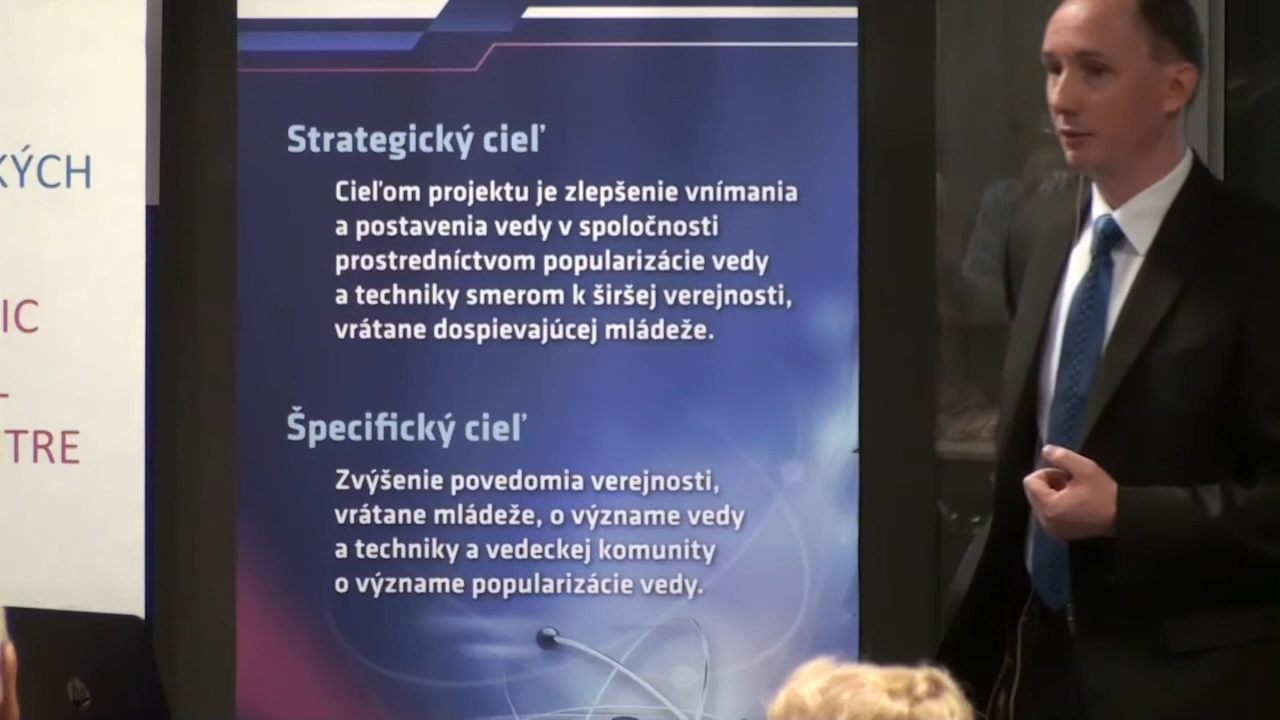 KÝCH
IC
TRE
Strategický cieľ
Cieľom projektu je zlepšenie vnímania
a postavenia vedy v spoločnosti
prostredníctvom popularizácie vedy
a techniky smerom k širšej verejnosti,
vrátane dospievajúcej mládeže.
Špecifický cieľ
Zvýšenie povedomia verejnosti,
vrátane mládeže, o význame vedy
a techniky a vedeckej komunity
o význame popularizácie vedy.